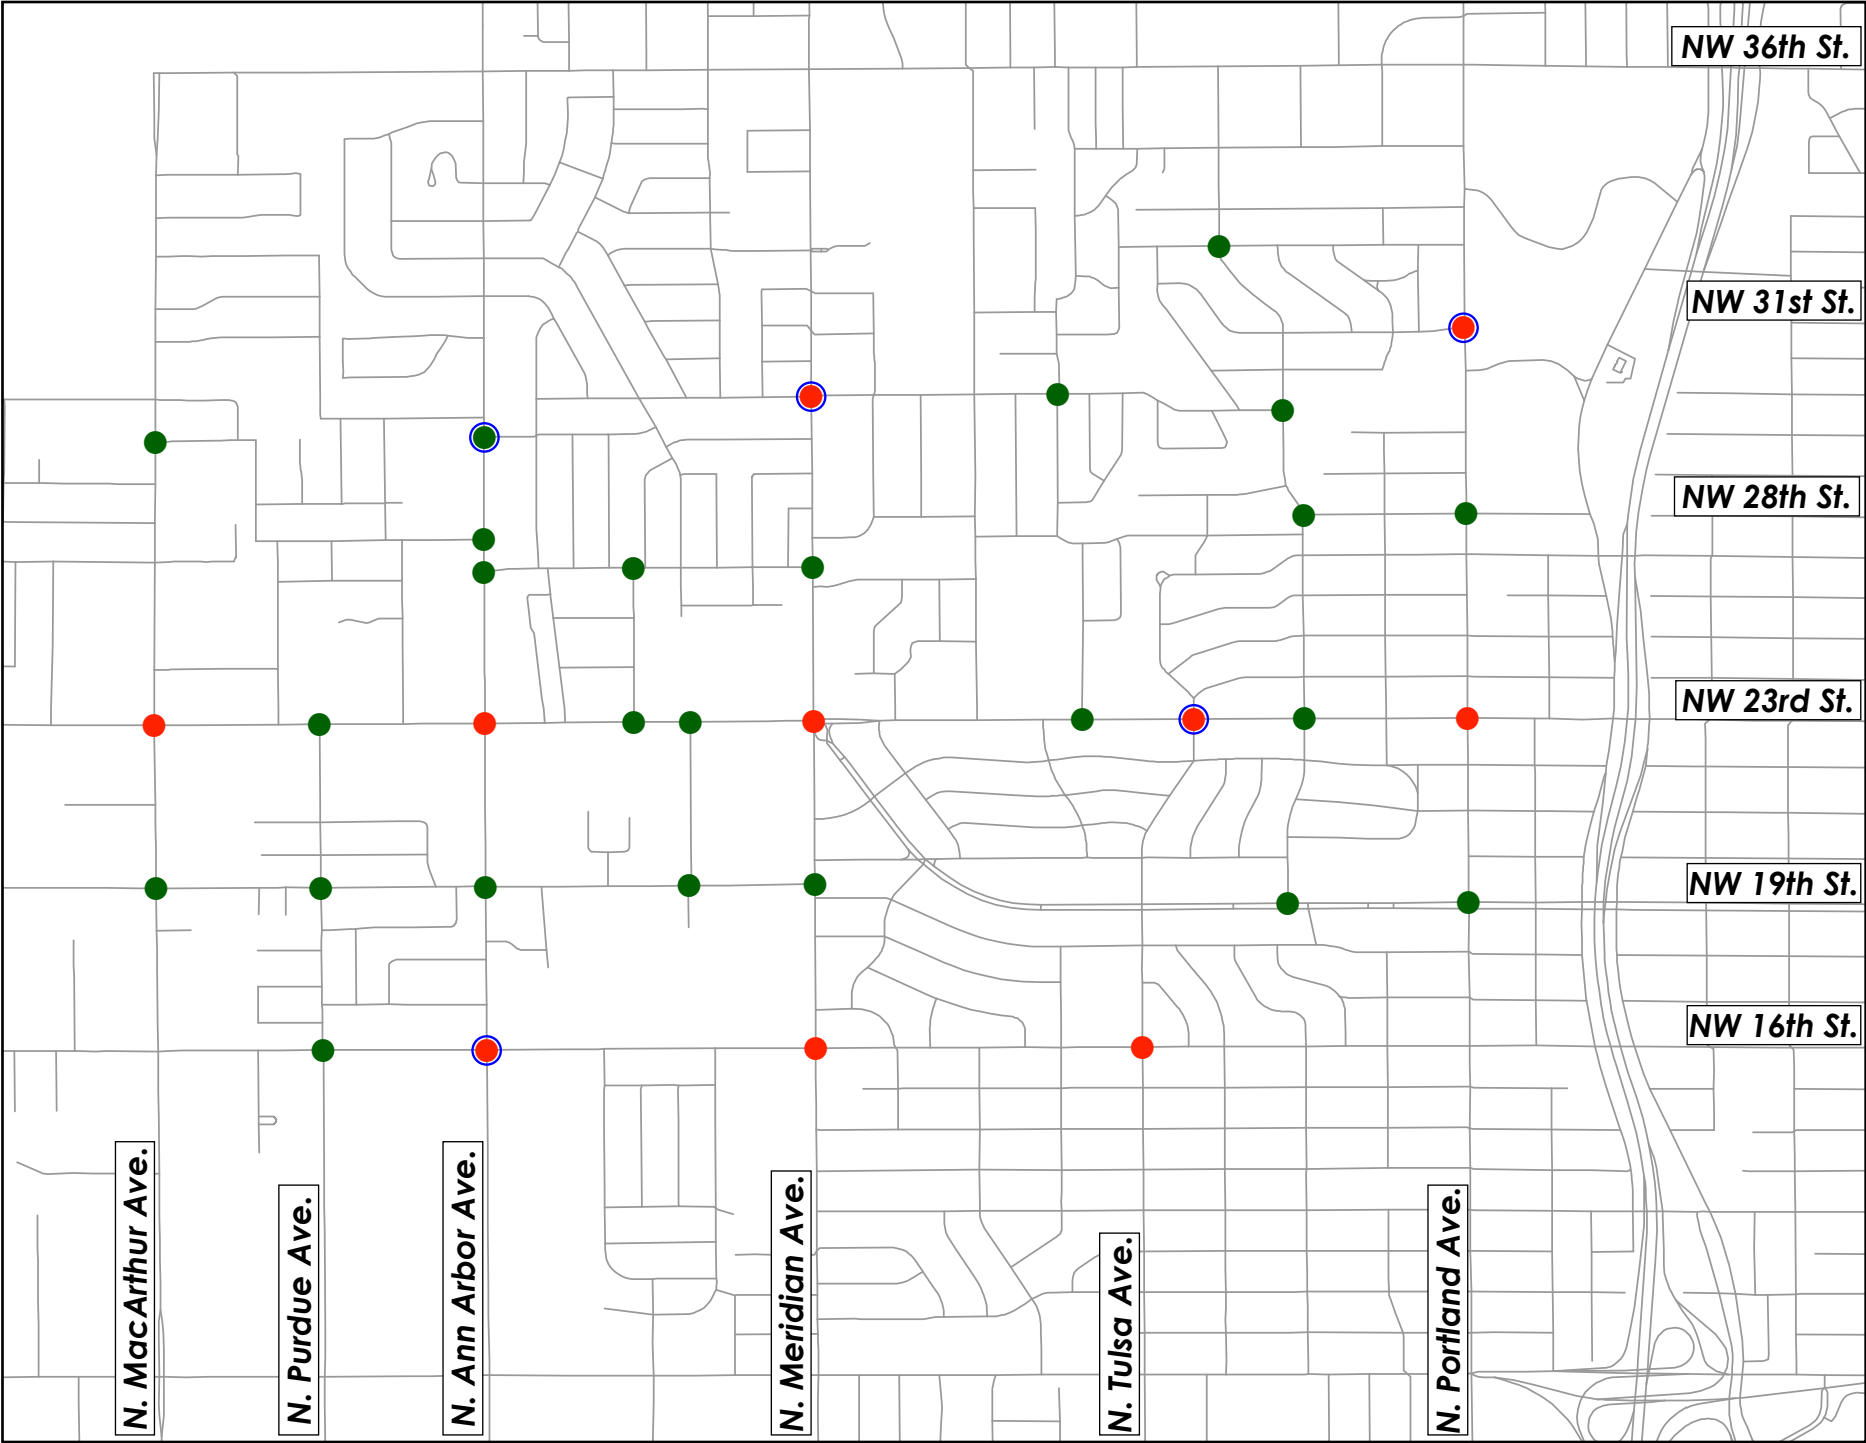 NW 36th St.
NW 31st St.
NW 28th St.
NW 23rd St.
NW 19th St.
NW 16th St.
N. MacArthur Ave.
N. Purdue Ave.
N. Ann Arbor Ave.
N. Meridian Ave.
N. Tulsa Ave.
N. Portland Ave.